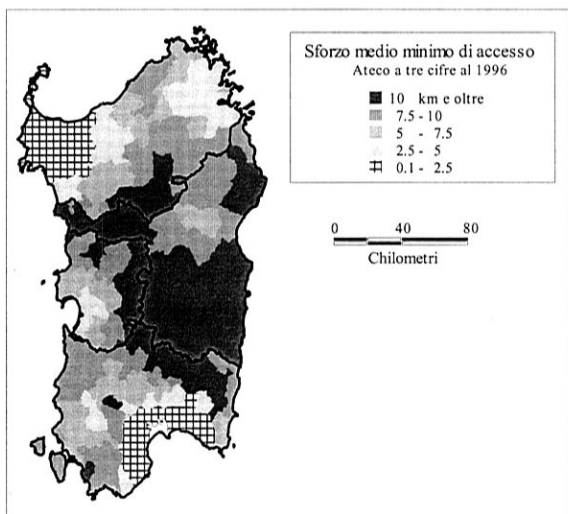 Sforzo medio minimo di accesso
Ateco a tre cifre al 1996
10 km e oltre
7.5 - 10
5 - 7.5
2.5 - 5
0.1 - 2.5
0 40 80
Chilometri